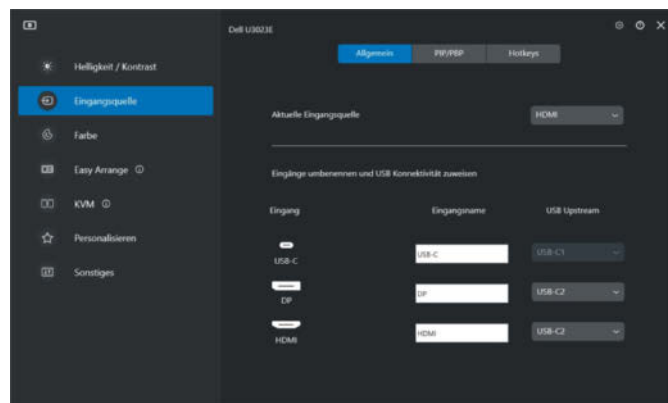 Dell U3023E
Allgemein PIP/PBP Hotkeys
Helligkeit / Kontrast
Eingangsquelle
Farbe
Easy Arrange
KVM
Personalisieren
Sonstiges
Aktuelle Eingangsquelle HDMI
Eingänge umbenennen und USB Konnektivität zuweisen
Eingang Eingangsname USB Upstream
USB-C USB-C USB-C1
DP DP USB-C2
HDMI HDMI USB-C2